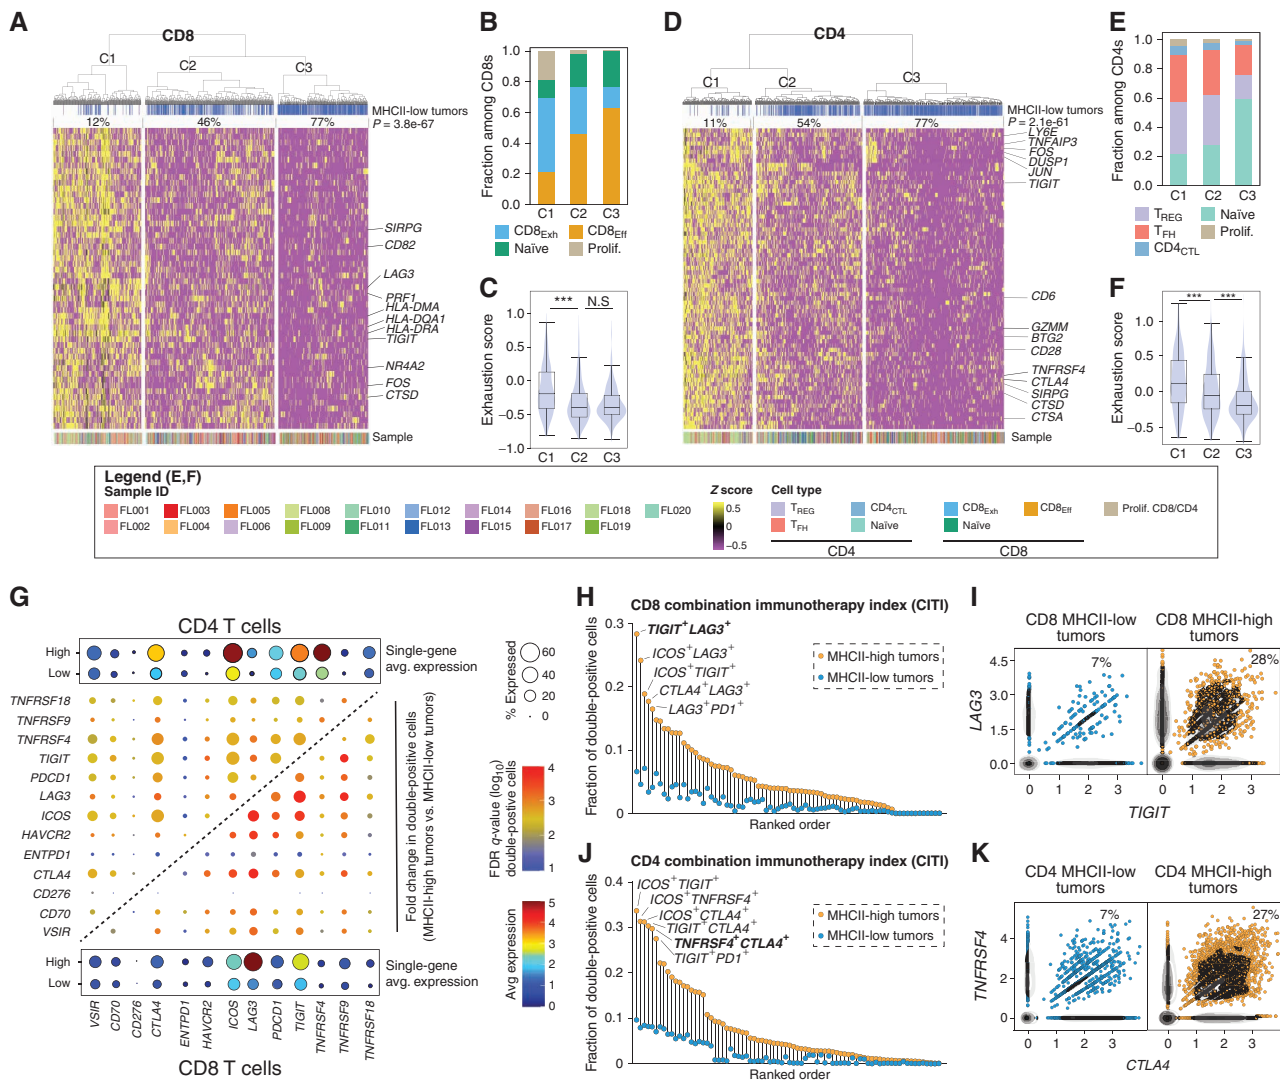 A
CD8
C1
C2
C3
MHCII-low tumors
12%
46%
77%
P = 3.8e-67
SIRPG
CD82
LAG3
PRF1
HLA-DMA
HLA-DQA1
HLA-DRA
TIGIT
NR4A2
FOS
CTSD
Sample
B
Fraction among CD8s
1.0
0.8
0.6
0.4
0.2
0
C1 C2 C3
CD8Exh
CD8Eff
Naïve
Prolif.
C
Exhaustion score
*** N.S
1.0
0.5
0.0
−0.5
−1.0
C1 C2 C3
D
CD4
C1
C2
C3
MHCII-low tumors
11%
54%
77%
P = 2.1e-61
LY6E
TNFAIP3
FOS
DUSP1
JUN
TIGIT
CD6
GZMM
BTG2
CD28
TNFRSF4
CTLA4
SIRPG
CTSD
CTSA
Sample
E
Fraction among CD4s
1.0
0.8
0.6
0.4
0.2
0
C1 C2 C3
TREG
Naïve
TFH
Prolif.
CD4CTL
F
Exhaustion score
*** ***
1.0
0.5
0.0
−0.5
C1 C2 C3
Legend (E,F)
Sample ID
FL001 FL003 FL005 FL008 FL010 FL012 FL014 FL016 FL018 FL020
FL002 FL004 FL006 FL009 FL011 FL013 FL015 FL017 FL019
Z score
0.5
0
−0.5
Cell type
TREG CD4CTL CD8Exh CD8Eff Prolif. CD8/CD4
TFH Naïve Naïve
CD4 CD8
G
CD4 T cells
High
Low
Single-gene
avg. expression
TNFRSF18
TNFRSF9
TNFRSF4
TIGIT
PDCD1
LAG3
ICOS
HAVCR2
ENTPD1
CTLA4
CD276
CD70
VSIR
Fold change in double-positive cells
(MHCII-high tumors vs. MHCII-low tumors)
High
Low
Single-gene
avg. expression
VSIR CD70 CD276 CTLA4 ENTPD1 HAVCR2 ICOS LAG3 PDCD1 TIGIT TNFRSF4 TNFRSF9 TNFRSF18
CD8 T cells
% Expressed
60
40
20
0
FDR q-value (log10)
double-positive cells
4
3
2
1
Avg expression
5
4
3
2
1
0
H
CD8 combination immunotherapy index (CITI)
Fraction of double-positive cells
0.3
0.2
0.1
0
TIGIT+LAG3+
ICOS+LAG3+
ICOS+TIGIT+
CTLA4+LAG3+
LAG3+PD1+
MHCII-high tumors
MHCII-low tumors
Ranked order
I
CD8 MHCII-low
tumors
CD8 MHCII-high
tumors
7%
28%
LAG3
4.5
3.0
1.5
0
0 1 2 3 0 1 2 3
TIGIT
J
CD4 combination immunotherapy index (CITI)
Fraction of double-positive cells
0.4
0.3
0.2
0.1
0
ICOS+TIGIT+
ICOS+TNFRSF4+
ICOS+CTLA4+
TIGIT+CTLA4+
TNFRSF4+CTLA4+
TIGIT+PD1+
MHCII-high tumors
MHCII-low tumors
Ranked order
K
CD4 MHCII-low
tumors
CD4 MHCII-high
tumors
7%
27%
TNFRSF4
4
2
0
0 1 2 3 0 1 2 3
CTLA4